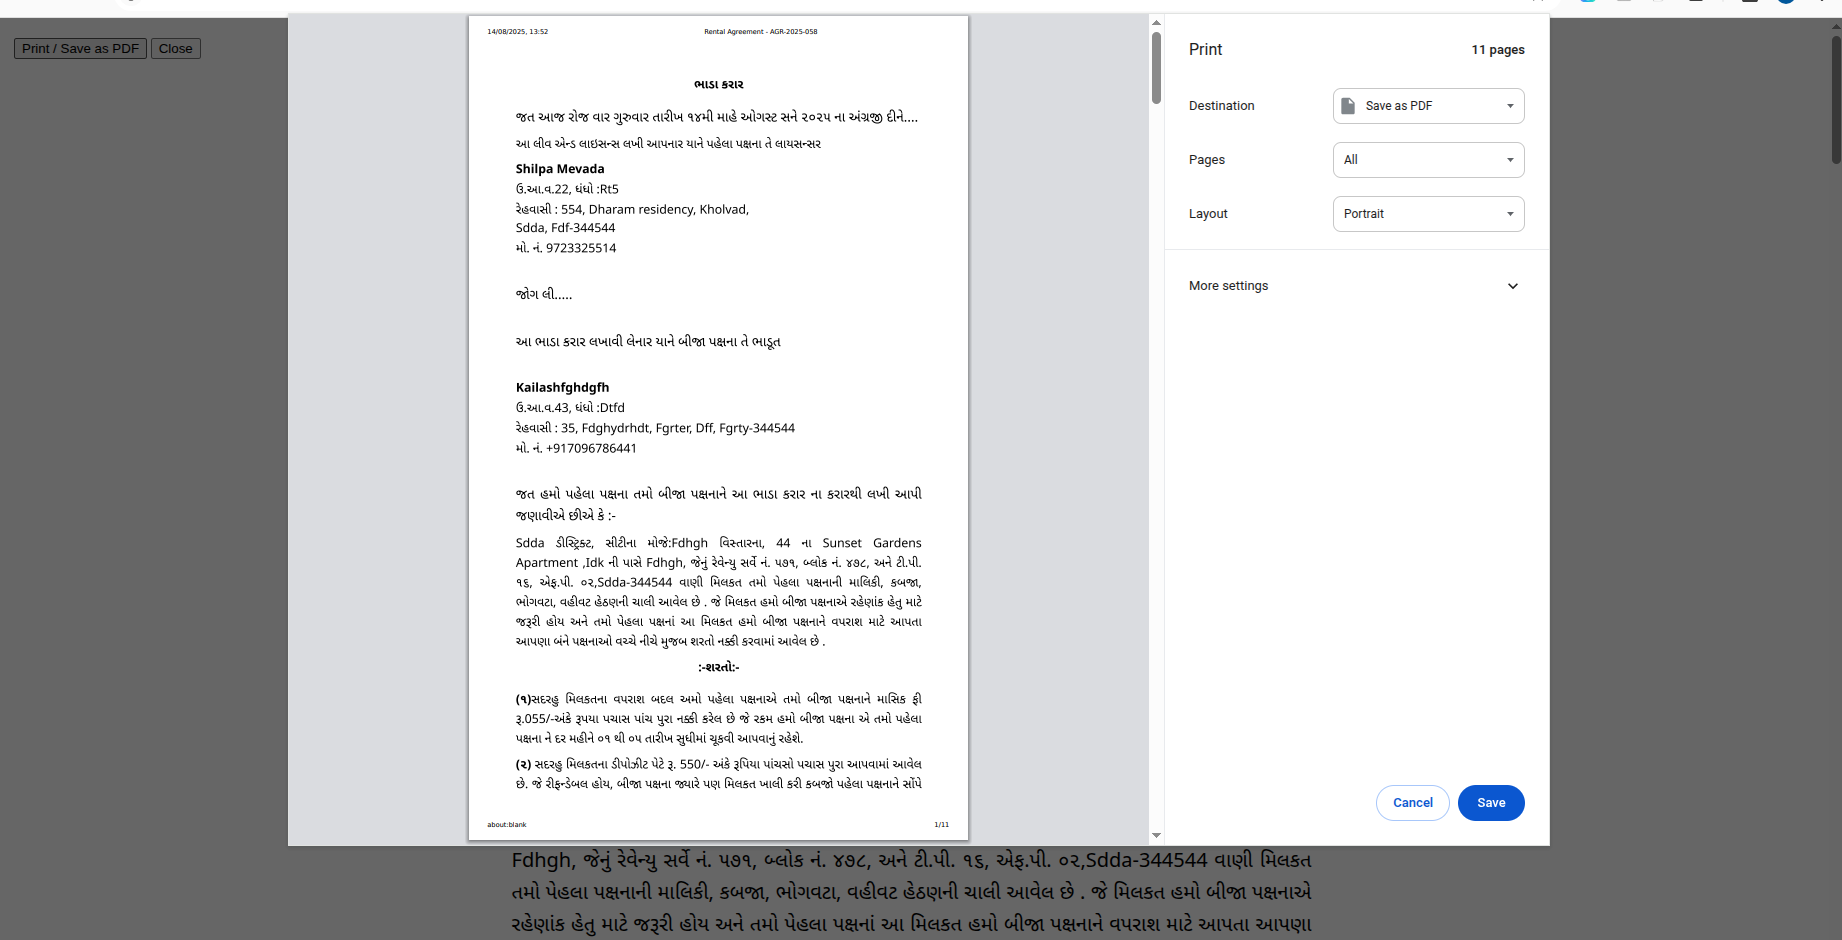 Print / Save as PDF
Close
14/08/2025, 13:52
Rental Agreement - AGR-2025-058
ભાડા કરાર
જત આજ રોજ વાર ગુરુવાર તારીખ ૧૪મી માહે ઓગસ્ટ સને ૨૦૨૫ ના અંગ્રજી દીને....
આ લીવ એન્ડ લાઇસન્સ લખી આપનાર યાને પહેલા પક્ષના તે લાયસન્સર
Shilpa Mevada
ઉ.આ.વ.22, ધંધો :Rt5
રેહવાસી : 554, Dharam residency, Kholvad,
Sdda, Fdf-344544
મો. નં. 9723325514
જોગ લી.....
આ ભાડા કરાર લખાવી લેનાર યાને બીજા પક્ષના તે ભાડૂત
Kailashfghdgfh
ઉ.આ.વ.43, ધંધો :Dtfd
રેહવાસી : 35, Fdghydrhdt, Fgrter, Dff, Fgrty-344544
મો. નં. +917096786441
જત હમો પહેલા પક્ષના તમો બીજા પક્ષનાને આ ભાડા કરાર ના કરારથી લખી આપી
જણાવીએ છીએ કે :-
Sdda ડીસ્ટ્રિક્ટ, સીટીના મોજે:Fdhgh વિસ્તારના, 44 ના Sunset Gardens
Apartment ,Idk ની પાસે Fdhgh, જેનું રેવેન્યુ સર્વે નં. ૫૭૧, બ્લોક નં. ૪૭૮, અને ટી.પી.
૧૬, એફ.પી. ૦૨,Sdda-344544 વાણી મિલકત તમો પેહલા પક્ષનાની માલિકી, કબજા,
ભોગવટા, વહીવટ હેઠણની ચાલી આવેલ છે . જે મિલકત હમો બીજા પક્ષનાએ રહેણાંક હેતુ માટે
જરૂરી હોય અને તમો પેહલા પક્ષનાં આ મિલકત હમો બીજા પક્ષનાને વપરાશ માટે આપતા
આપણા બંને પક્ષનાઓ વચ્ચે નીચે મુજબ શરતો નક્કી કરવામાં આવેલ છે .
:-શરતો:-
(૧)સદરહુ મિલકતના વપરાશ બદલ અમો પહેલા પક્ષનાએ તમો બીજા પક્ષનાને માસિક ફી
રૂ.055/-અંકે રૂપયા પચાસ પાંચ પુરા નક્કી કરેલ છે જે રકમ હમો બીજા પક્ષના એ તમો પહેલા
પક્ષના ને દર મહીને ૦૧ થી ૦૫ તારીખ સુધીમાં ચૂકવી આપવાનું રહેશે.
(૨) સદરહુ મિલકતના ડીપોઝીટ પેટે રૂ. 550/- અંકે રૂપિયા પાંચસો પચાસ પુરા આપવામાં આવેલ
છે. જે રીફન્ડેબલ હોય, બીજા પક્ષના જ્યારે પણ મિલકત ખાલી કરી કબજો પહેલા પક્ષનાને સોંપે
about:blank
1/11
Print
11 pages
Destination
Save as PDF
Pages
All
Layout
Portrait
More settings
Cancel
Save
Fdhgh, જેનું રેવેન્યુ સર્વે નં. ૫૭૧, બ્લોક નં. ૪૭૮, અને ટી.પી. ૧૬, એફ.પી. ૦૨,Sdda-344544 વાણી મિલકત
તમો પેહલા પક્ષનાની માલિકી, કબજા, ભોગવટા, વહીવટ હેઠણની ચાલી આવેલ છે . જે મિલકત હમો બીજા પક્ષનાએ
રહેણાંક હેતુ માટે જરૂરી હોય અને તમો પેહલા પક્ષનાં આ મિલકત હમો બીજા પક્ષનાને વપરાશ માટે આપતા આપણા